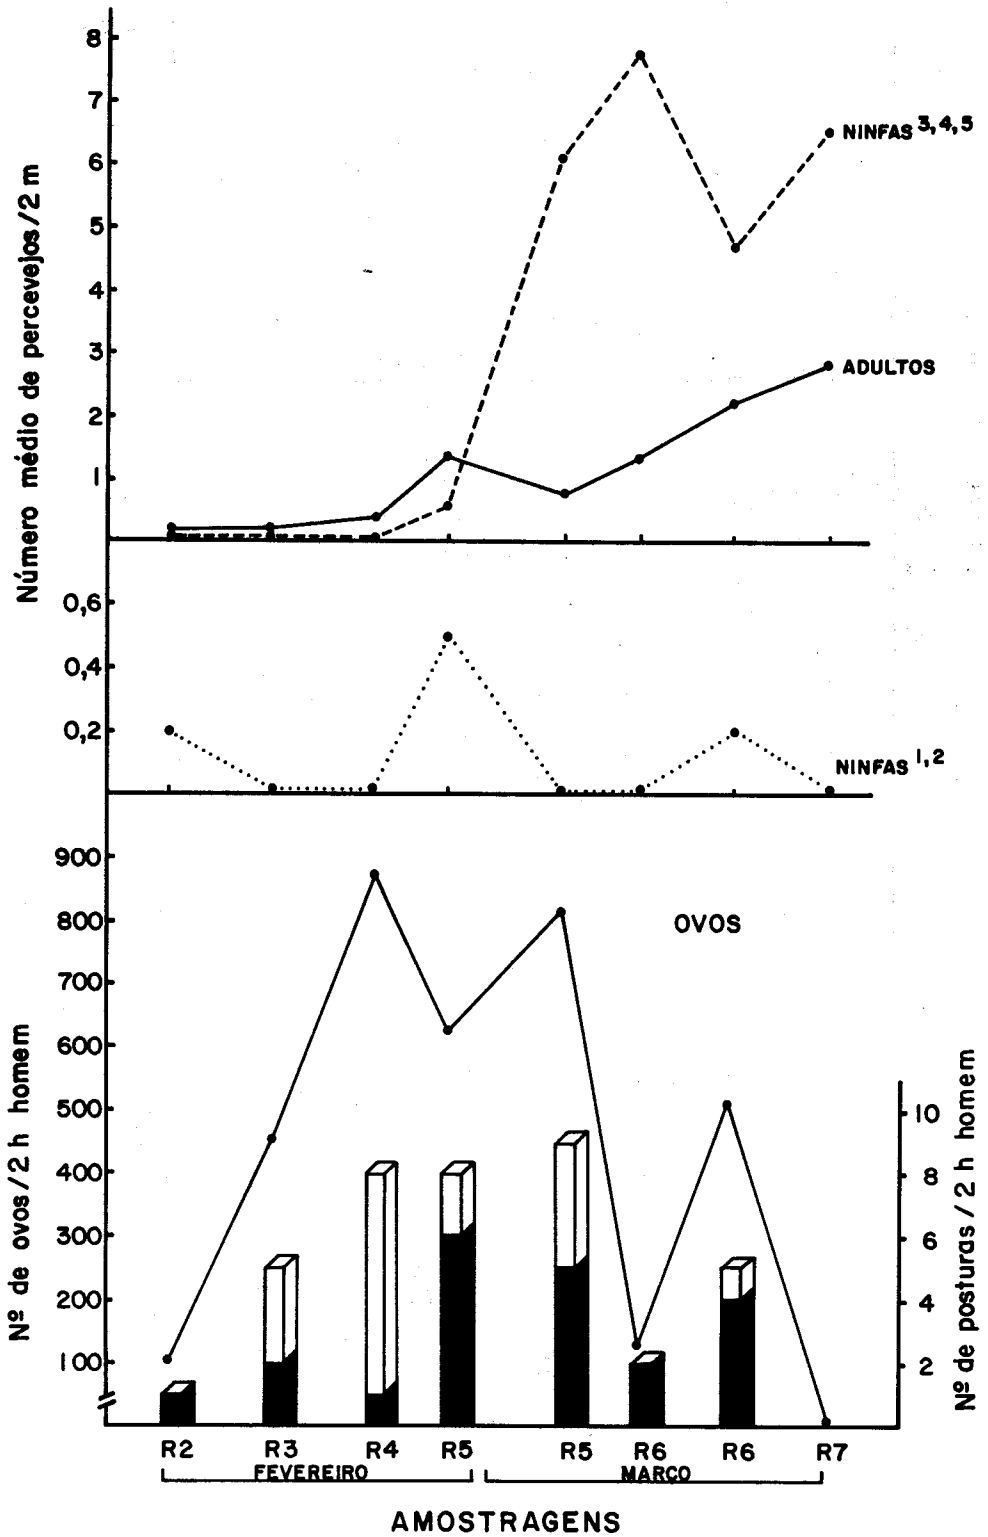 Número médio de percevejos/2 m
8
7
6
5
4
3
2
1
NINFAS 3,4,5
ADULTOS
0,6
0,4
0,2
NINFAS 1,2
Nº de ovos/2 h homem
900
800
700
600
500
400
300
200
100
OVOS
10
8
6
4
2
Nº de posturas/2 h homem
R2 R3 R4 R5 R5 R6 R6 R7
FEVEREIRO MARCO
AMOSTRAGENS